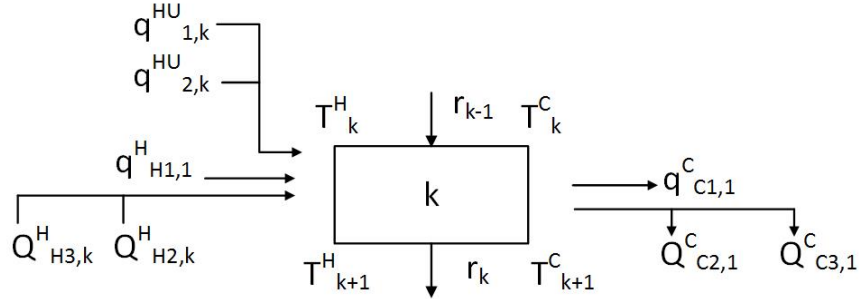 q^HU_1,k
q^HU_2,k
T^H_k r_k-1 T^C_k
q^H_H1,1 k q^C_C1,1
Q^H_H3,k Q^H_H2,k Q^C_C2,1 Q^C_C3,1
T^H_k+1 r_k T^C_k+1